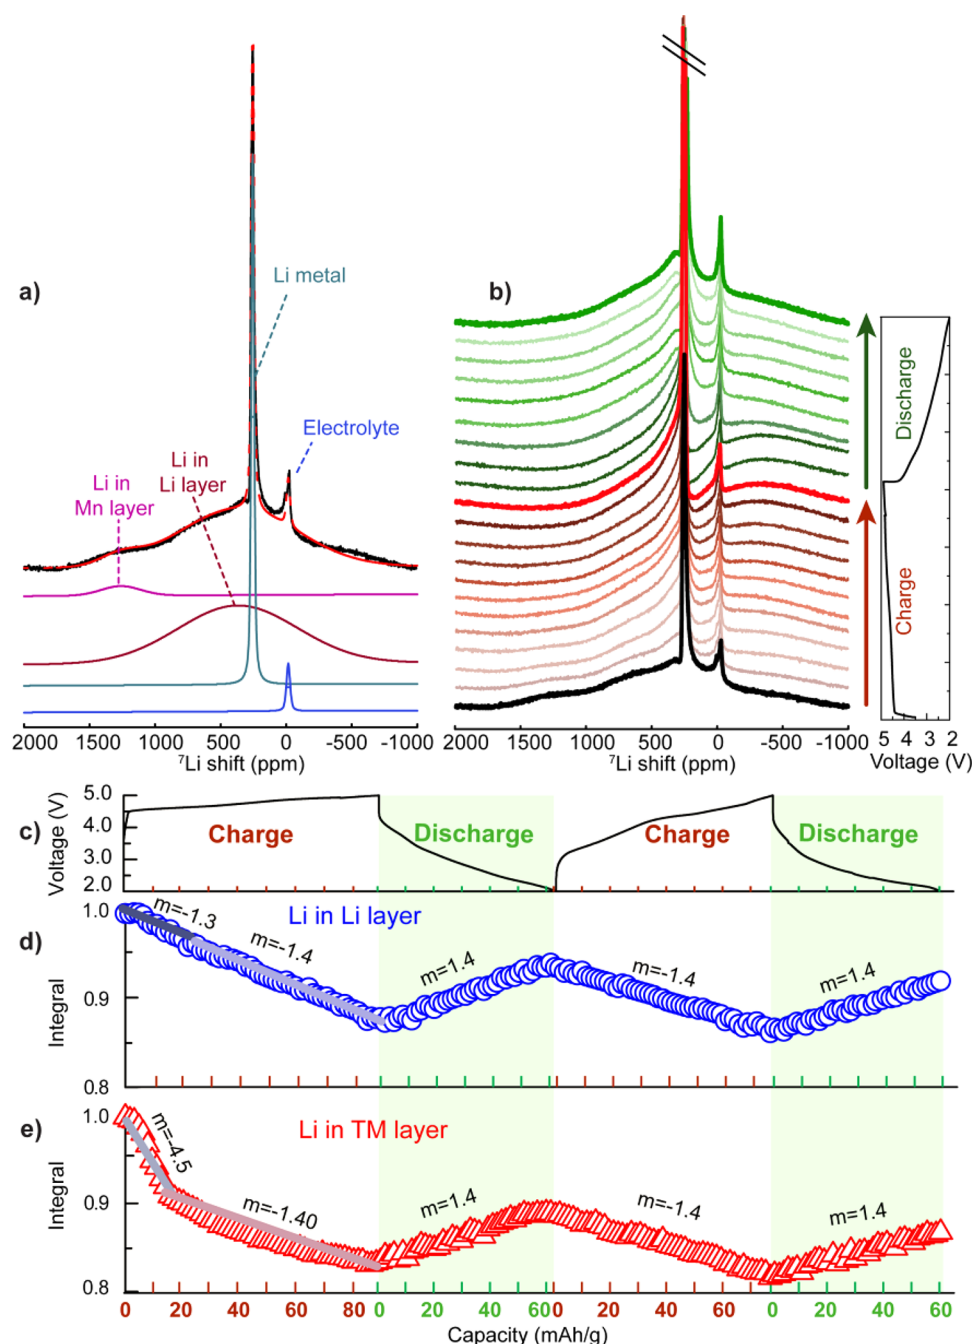 a)
Li metal
Electrolyte
Li in
Li layer
Li in
Mn layer
2000 1500 1000 500 0 -500 -1000
7Li shift (ppm)
b)
Discharge
Charge
2000 1500 1000 500 0 -500 -1000
7Li shift (ppm)
5 4 3 2
Voltage (V)
c)
Voltage (V)
5.0
4.0
3.0
2.0
Charge
Discharge
Charge
Discharge
d)
Integral
1.0
0.9
0.8
Li in Li layer
m=-1.3
m=-1.4
m=1.4
m=-1.4
m=1.4
e)
Integral
1.0
0.9
0.8
Li in TM layer
m=-4.5
m=-1.40
m=1.4
m=-1.4
m=1.4
0 20 40 60 80 0 20 40 60 0 20 40 60 0 20 40 60
Capacity (mAh/g)